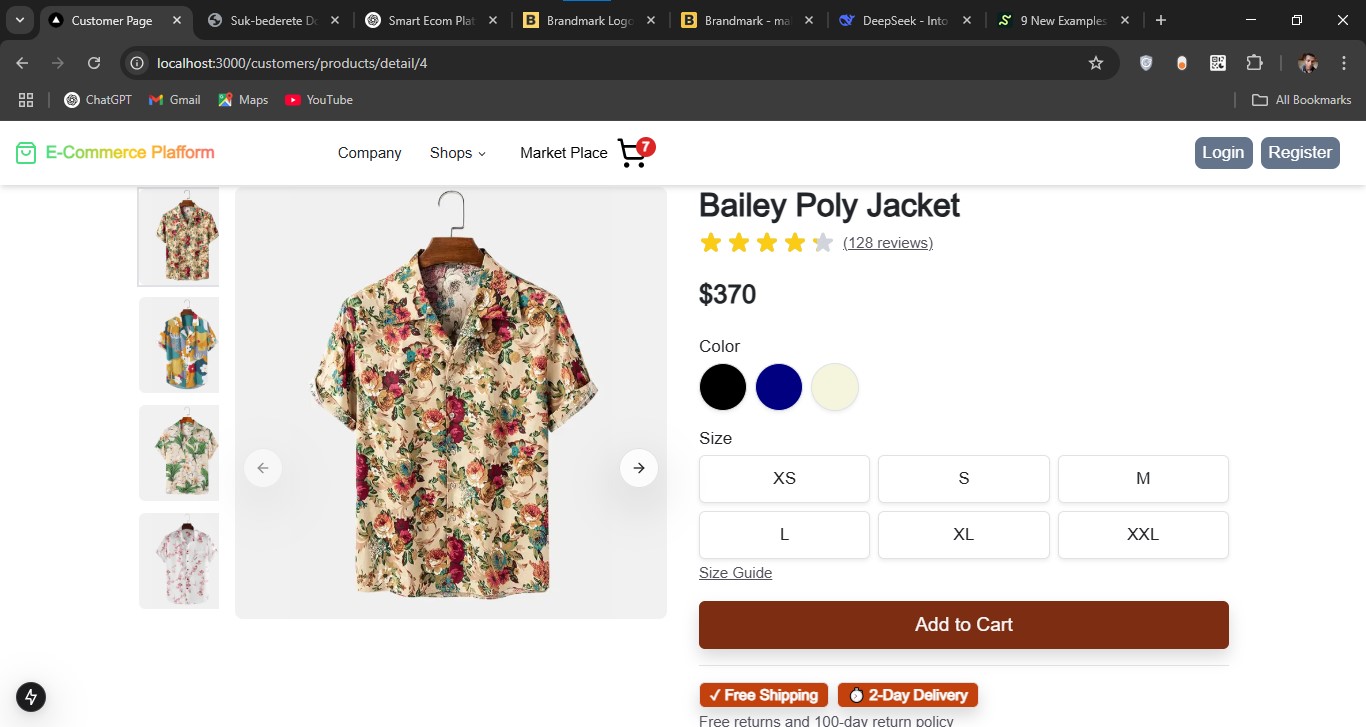 Customer Page
Suk-bederete Do
Smart Ecom Plat
Brandmark Logo
Brandmark - mak
DeepSeek - Into
9 New Examples
localhost:3000/customers/products/detail/4
ChatGPT
Gmail
Maps
YouTube
All Bookmarks
E-Commerce Plafform
Company
Shops
Market Place
7
Login
Register
Bailey Poly Jacket
(128 reviews)
$370
Color
Size
XS S M
L XL XXL
Size Guide
Add to Cart
✓ Free Shipping
⏱ 2-Day Delivery
Free returns and 100-day return policy